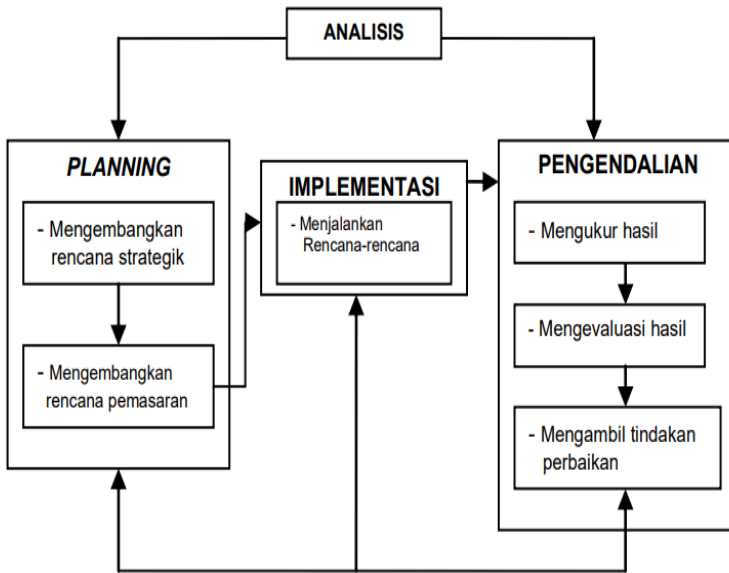 ANALISIS
PLANNING
- Mengembangkan
rencana strategik
- Mengembangkan
rencana pemasaran
IMPLEMENTASI
- Menjalankan
Rencana-rencana
PENGENDALIAN
- Mengukur hasil
- Mengevaluasi hasil
- Mengambil tindakan
perbaikan